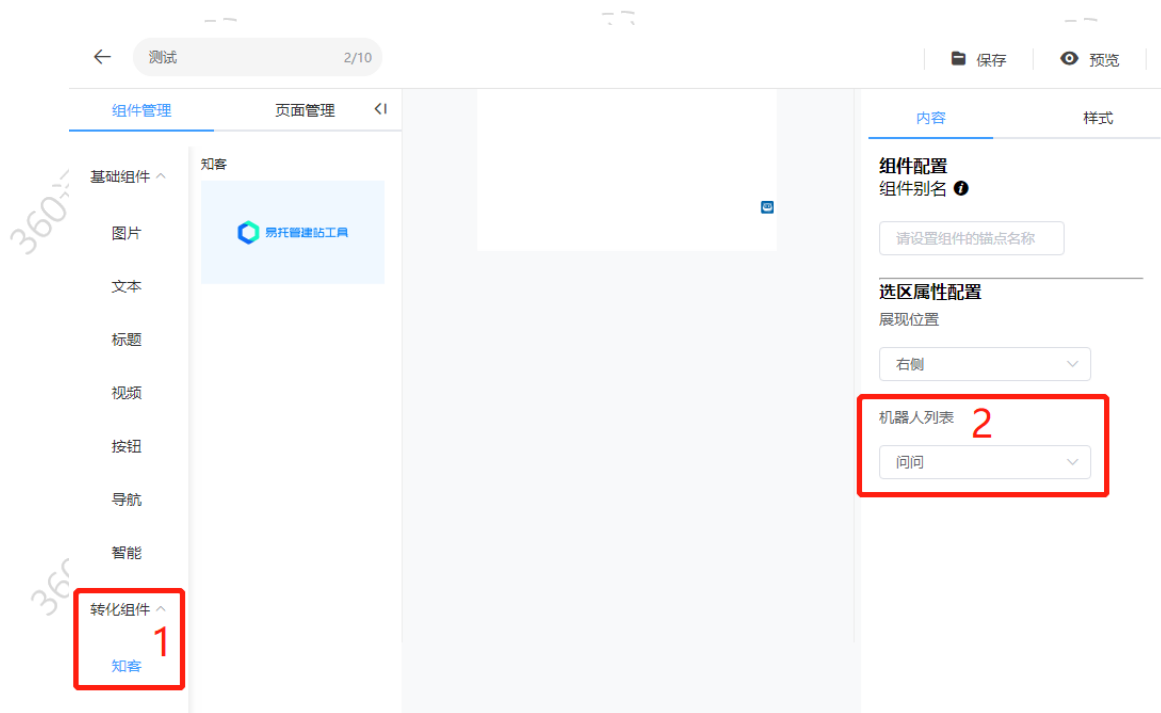 测试 2/10 保存 预览
组件管理 页面管理
内容 样式
基础组件
图片
文本
标题
视频
按钮
导航
智能
转化组件
1
知客
知客
易托管建站工具
组件配置
组件别名
请设置组件的锚点名称
选区属性配置
展现位置
右侧
机器人列表 2
问问
360